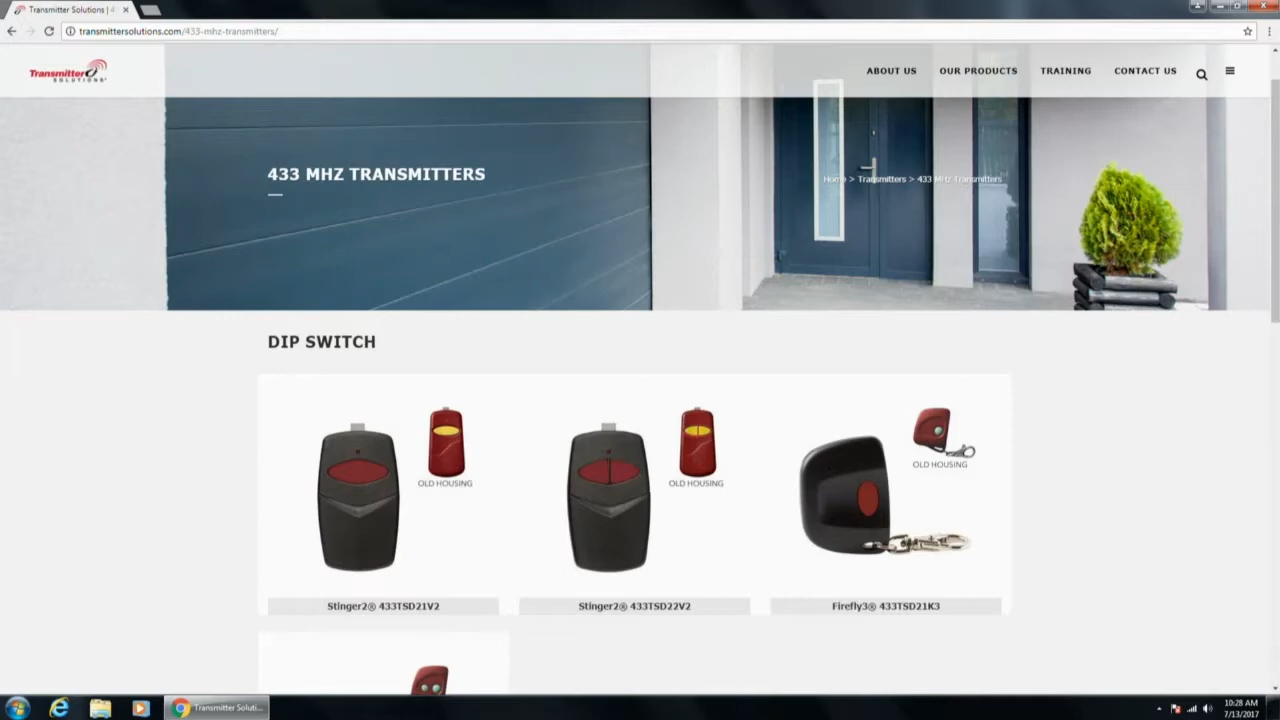 Transmitter Solutions | 4
transmittersolutions.com/433-mhz-transmitters/
Transmitter
SOLUTIONS
ABOUT US
OUR PRODUCTS
TRAINING
CONTACT US
433 MHZ TRANSMITTERS
Home > Transmitters > 433 MHz Transmitters
DIP SWITCH
OLD HOUSING
OLD HOUSING
OLD HOUSING
Stinger2® 433TSD21V2
Stinger2® 433TSD22V2
Firefly3® 433TSD21K3
Transmitter Soluti...
10:28 AM
7/13/2017